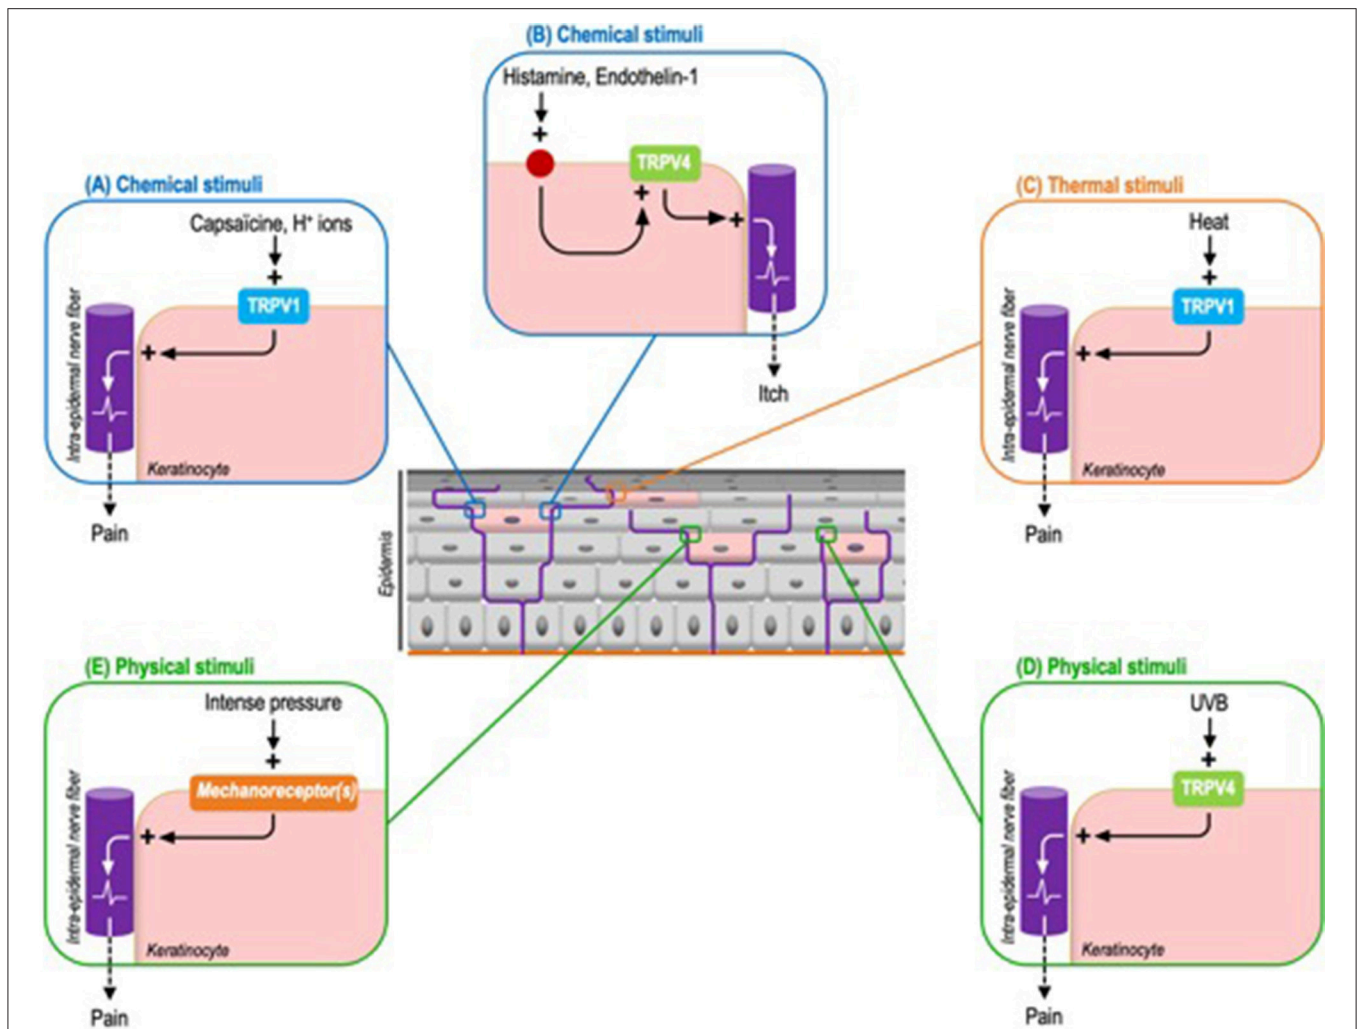 (B) Chemical stimuli
Histamine, Endothelin-1
+
TRPV4
+
+
Itch
(A) Chemical stimuli
Capsaïcine, H⁺ ions
+
TRPV1
+
Intra-epidermal nerve fiber
Keratinocyte
Pain
(C) Thermal stimuli
Heat
+
TRPV1
+
Intra-epidermal nerve fiber
Keratinocyte
Pain
Epidermis
(E) Physical stimuli
Intense pressure
+
Mechanoreceptor(s)
+
Intra-epidermal nerve fiber
Keratinocyte
Pain
(D) Physical stimuli
UVB
+
TRPV4
+
Intra-epidermal nerve fiber
Keratinocyte
Pain